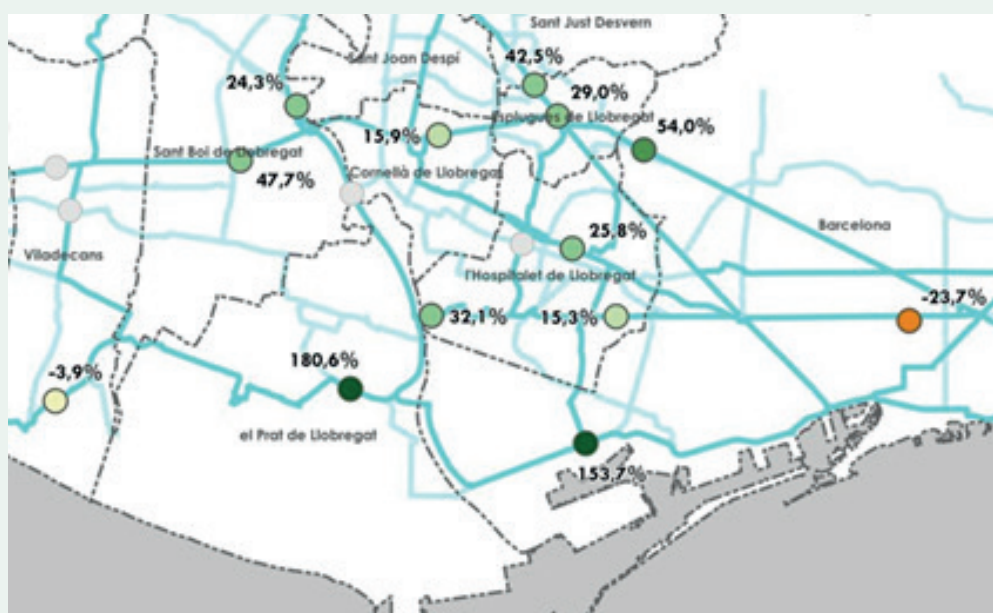 Sant Just Desvern
42,5%
Sant Joan Despí
24,3%
29,0%
Esplugues de Llobregat
15,9%
54,0%
Sant Boi de Llobregat
47,7%
Cornellà de Llobregat
25,8%
Barcelona
Viladecans
l'Hospitalet de Llobregat
-23,7%
32,1%
15,3%
180,6%
-3,9%
el Prat de Llobregat
153,7%